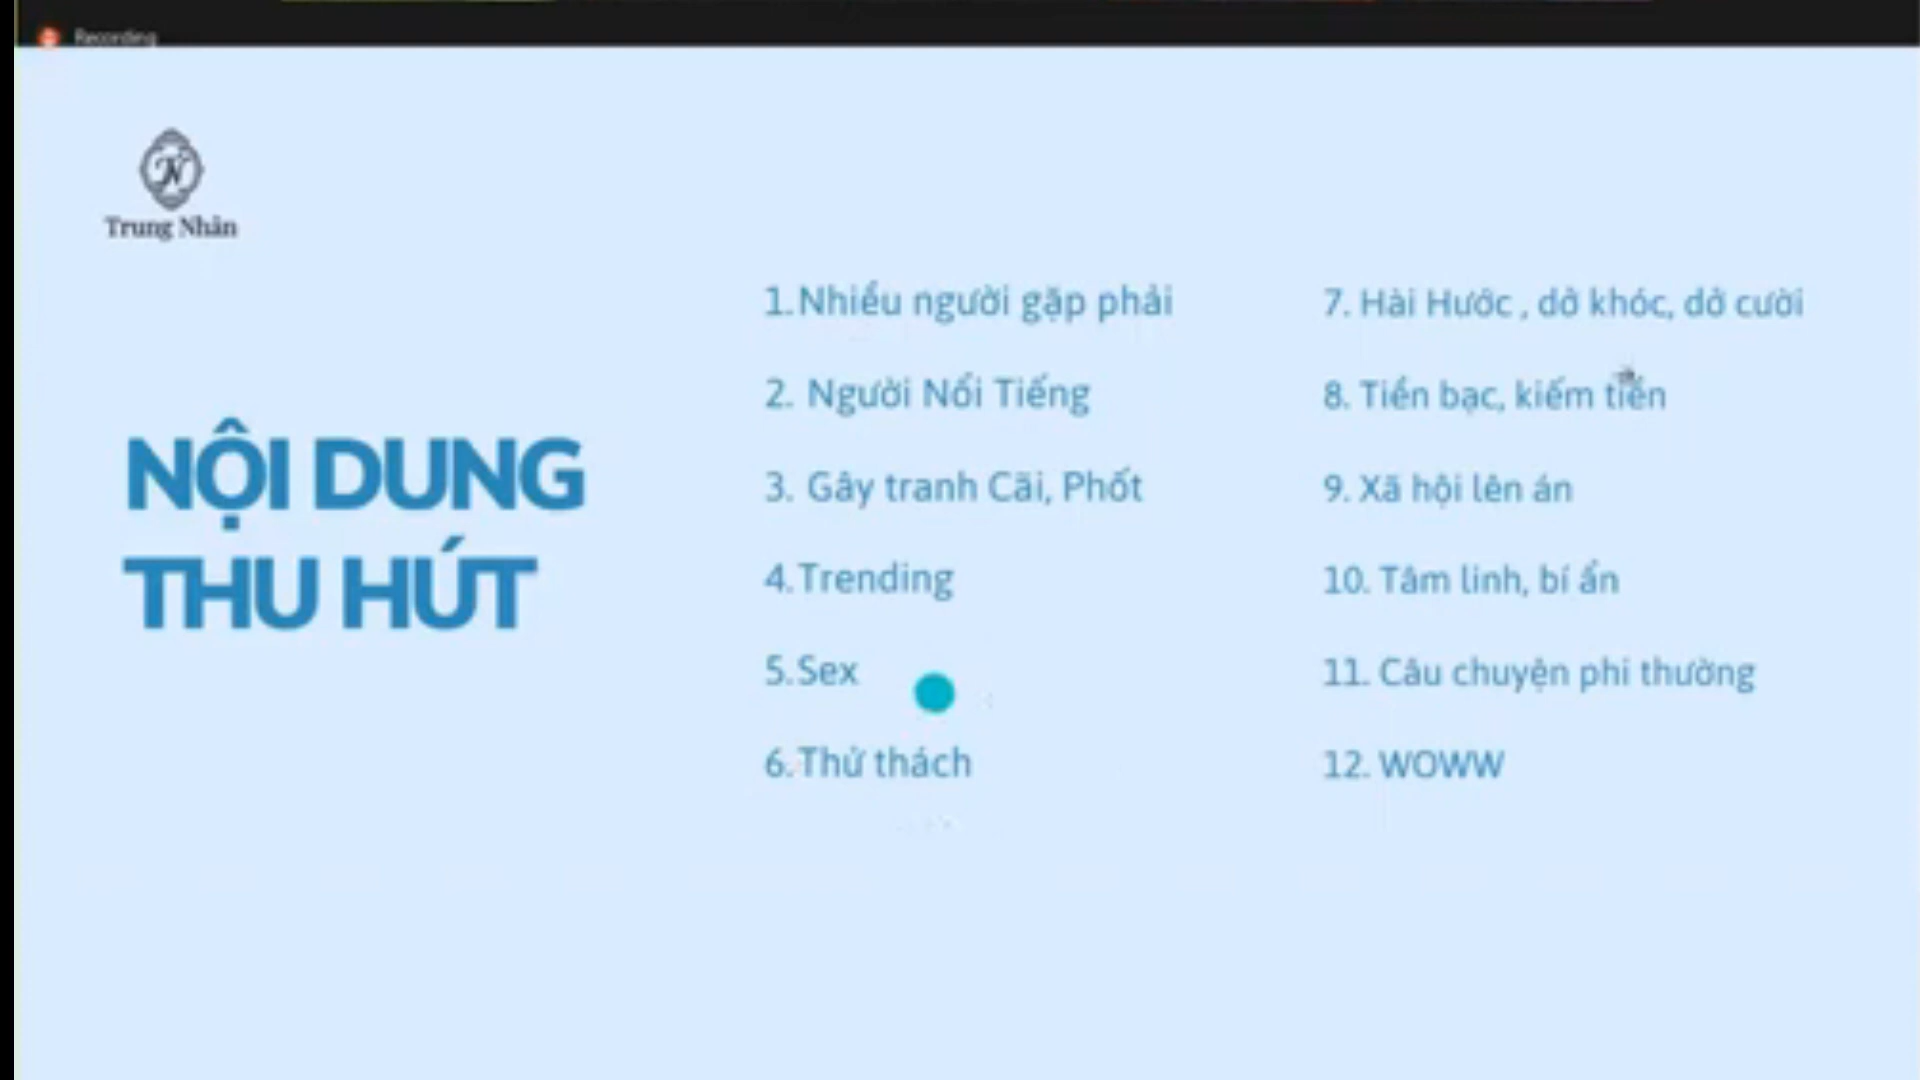 Recording
Trung Nhân
NỘI DUNG
THU HÚT
1. Nhiều người gặp phải
2. Người Nổi Tiếng
3. Gây tranh Cãi, Phốt
4. Trending
5. Sex
6. Thử thách
7. Hài Hước , dở khóc, dở cười
8. Tiền bạc, kiếm tiền
9. Xã hội lên án
10. Tâm linh, bí ẩn
11. Câu chuyện phi thường
12. WOWW